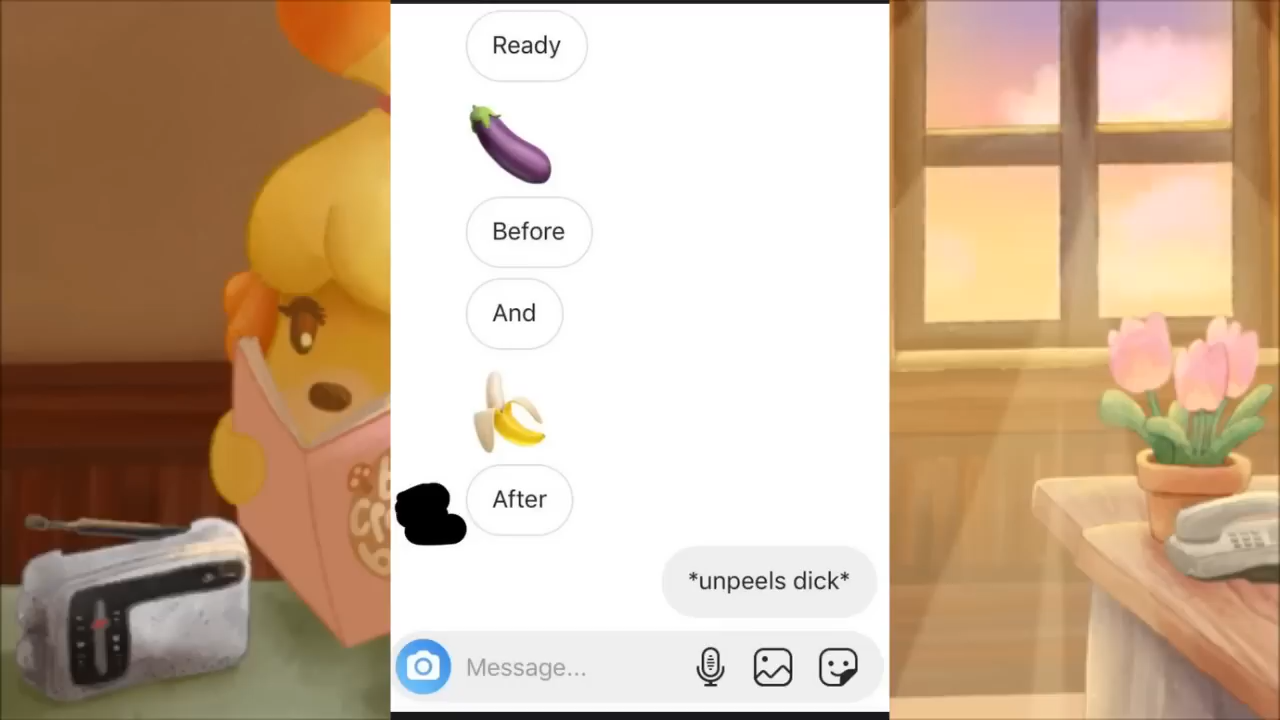 Ready
🍆
Before
And
🍌
After
*unpeels dick*
Message...